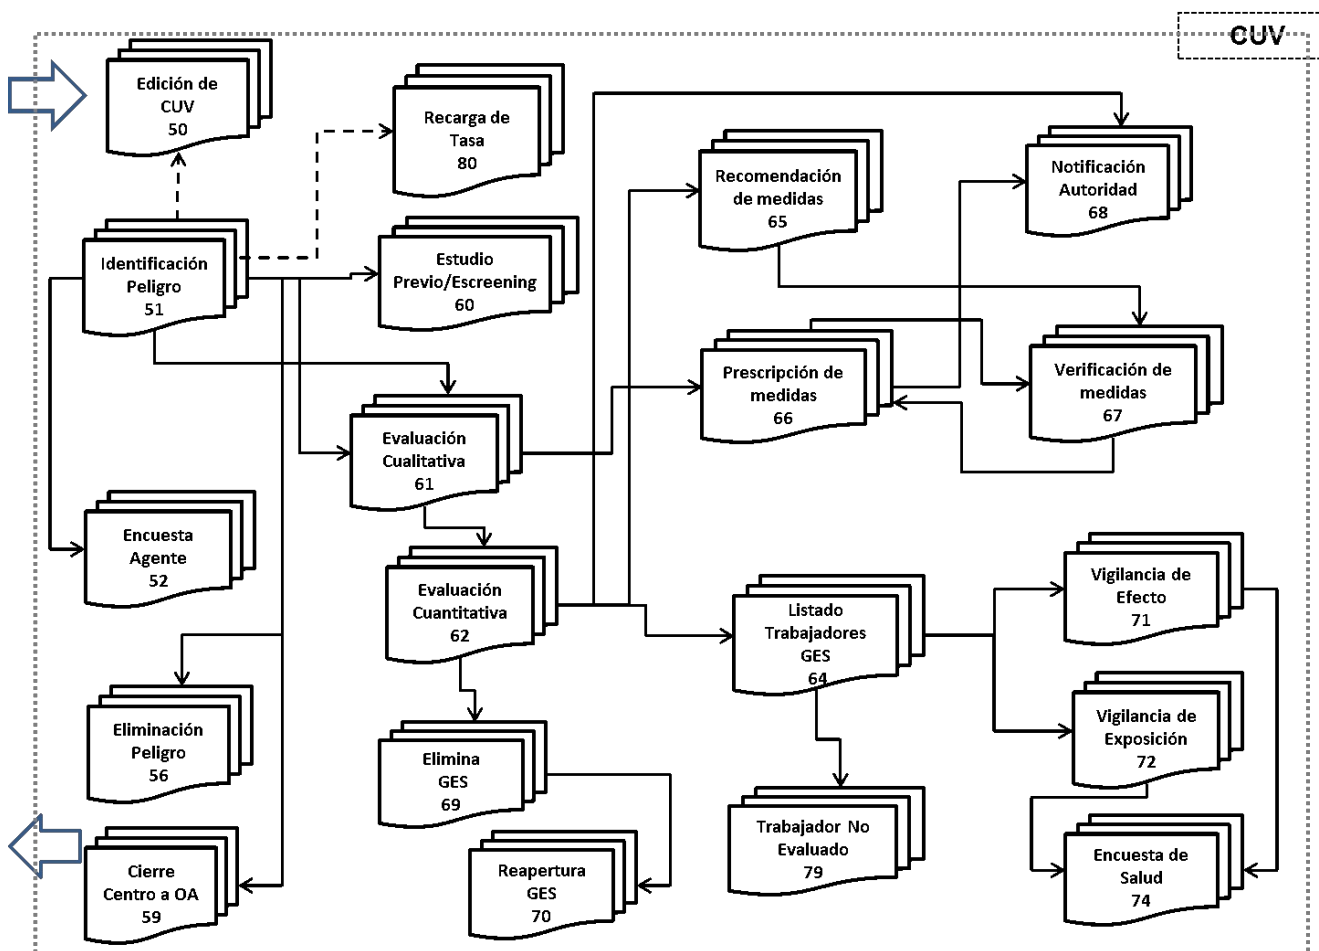 CUV
Edición de
CUV
50
Recarga de
Tasa
80
Recomendación
de medidas
65
Notificación
Autoridad
68
Identificación
Peligro
51
Estudio
Previo/Escreening
60
Prescripción de
medidas
66
Verificación de
medidas
67
Evaluación
Cualitativa
61
Encuesta
Agente
52
Evaluación
Cuantitativa
62
Listado
Trabajadores
GES
64
Vigilancia de
Efecto
71
Eliminación
Peligro
56
Elimina
GES
69
Vigilancia de
Exposición
72
Trabajador No
Evaluado
79
Cierre
Centro a OA
59
Reapertura
GES
70
Encuesta de
Salud
74